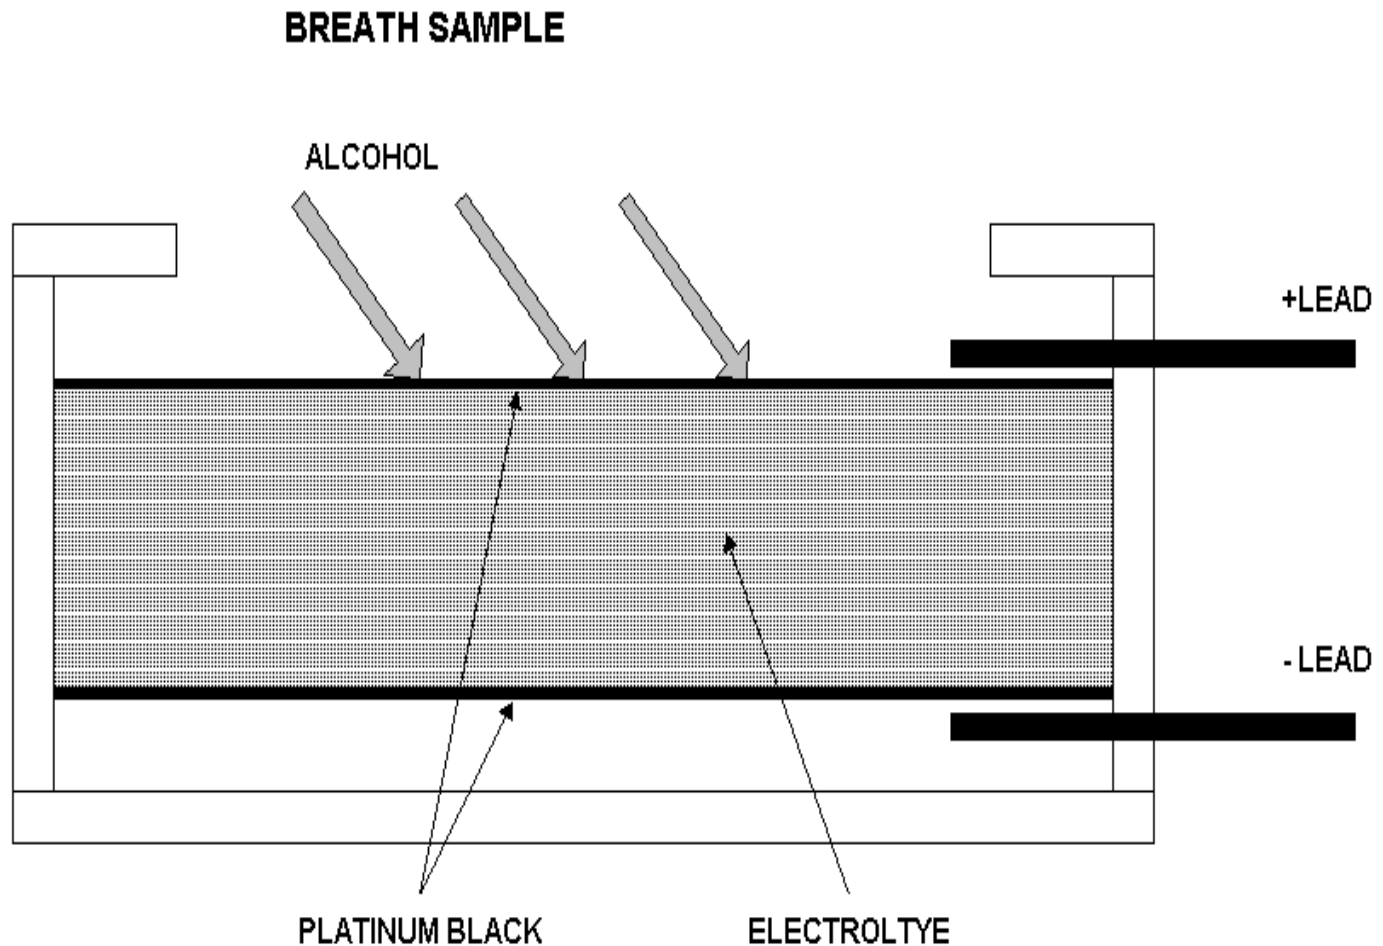 BREATH SAMPLE
ALCOHOL
+LEAD
- LEAD
PLATINUM BLACK
ELECTROLTYE